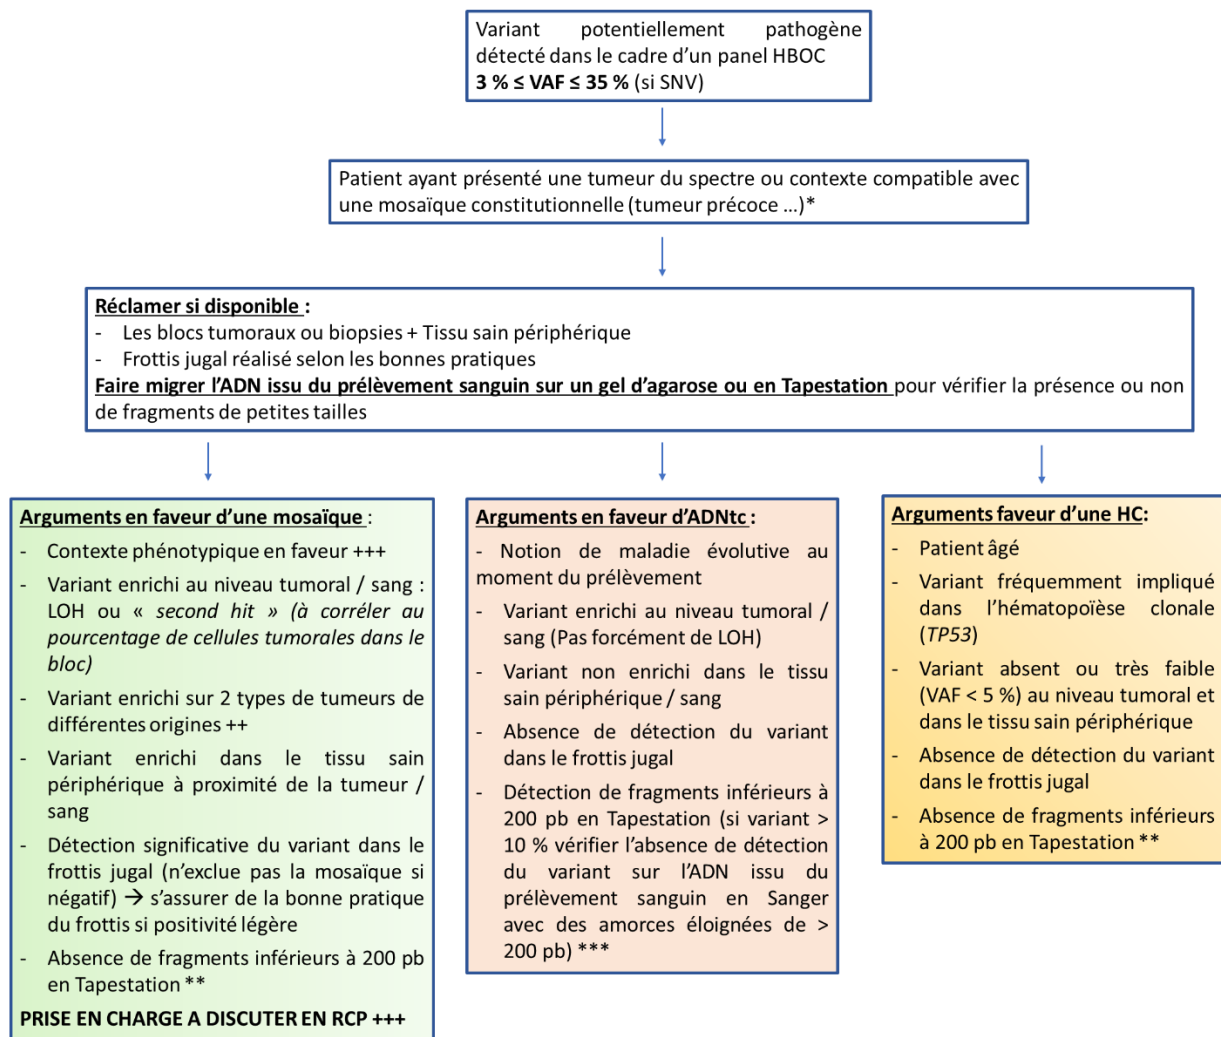 Variant potentiellement pathogène
détecté dans le cadre d’un panel HBOC
3 % ≤ VAF ≤ 35 % (si SNV)
Patient ayant présenté une tumeur du spectre ou contexte compatible avec
une mosaïque constitutionnelle (tumeur précoce ...)*
Réclamer si disponible :
- Les blocs tumoraux ou biopsies + Tissu sain périphérique
- Frottis jugal réalisé selon les bonnes pratiques
Faire migrer l’ADN issu du prélèvement sanguin sur un gel d’agarose ou en Tapestation pour vérifier la présence ou non
de fragments de petites tailles
Arguments en faveur d’une mosaïque :
- Contexte phénotypique en faveur +++
- Variant enrichi au niveau tumoral / sang :
LOH ou « second hit » (à corréler au
pourcentage de cellules tumorales dans le
bloc)
- Variant enrichi sur 2 types de tumeurs de
différentes origines ++
- Variant enrichi dans le tissu sain
périphérique à proximité de la tumeur /
sang
- Détection significative du variant dans le
frottis jugal (n’exclue pas la mosaïque si
négatif) → s’assurer de la bonne pratique
du frottis si positivité légère
- Absence de fragments inférieurs à 200 pb
en Tapestation **
PRISE EN CHARGE A DISCUTER EN RCP +++
Arguments en faveur d’ADNtc :
- Notion de maladie évolutive au
moment du prélèvement
- Variant enrichi au niveau tumoral /
sang (Pas forcément de LOH)
- Variant non enrichi dans le tissu
sain périphérique / sang
- Absence de détection du variant
dans le frottis jugal
- Détection de fragments inférieurs à
200 pb en Tapestation (si variant >
10 % vérifier l’absence de détection
du variant sur l’ADN issu du
prélèvement sanguin en Sanger
avec des amorces éloignées de >
200 pb) ***
Arguments faveur d’une HC:
- Patient âgé
- Variant fréquemment impliqué
dans l’hématopoïèse clonale
(TP53)
- Variant absent ou très faible
(VAF < 5 %) au niveau tumoral et
dans le tissu sain périphérique
- Absence de détection du variant
dans le frottis jugal
- Absence de fragments inférieurs
à 200 pb en Tapestation **